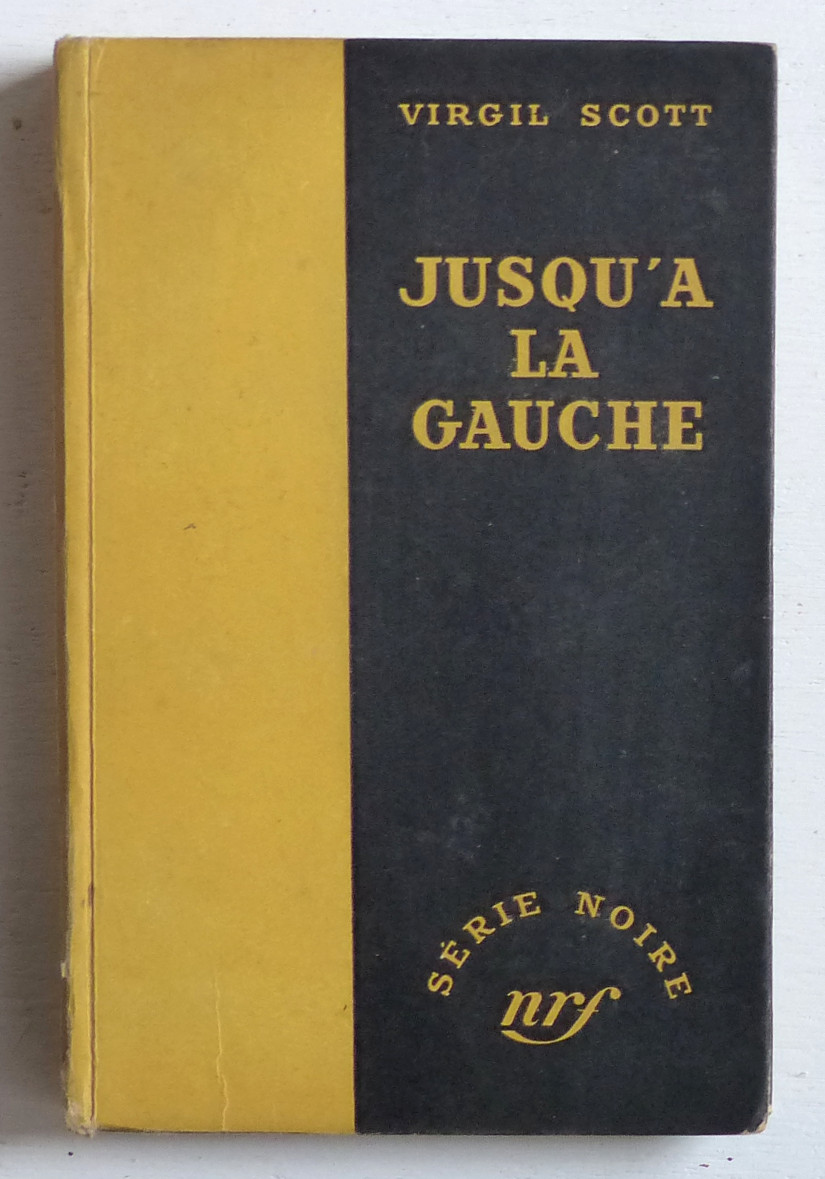 VIRGIL SCOTT
JUSQU'A
LA
GAUCHE
SÉRIE NOIRE
nrf